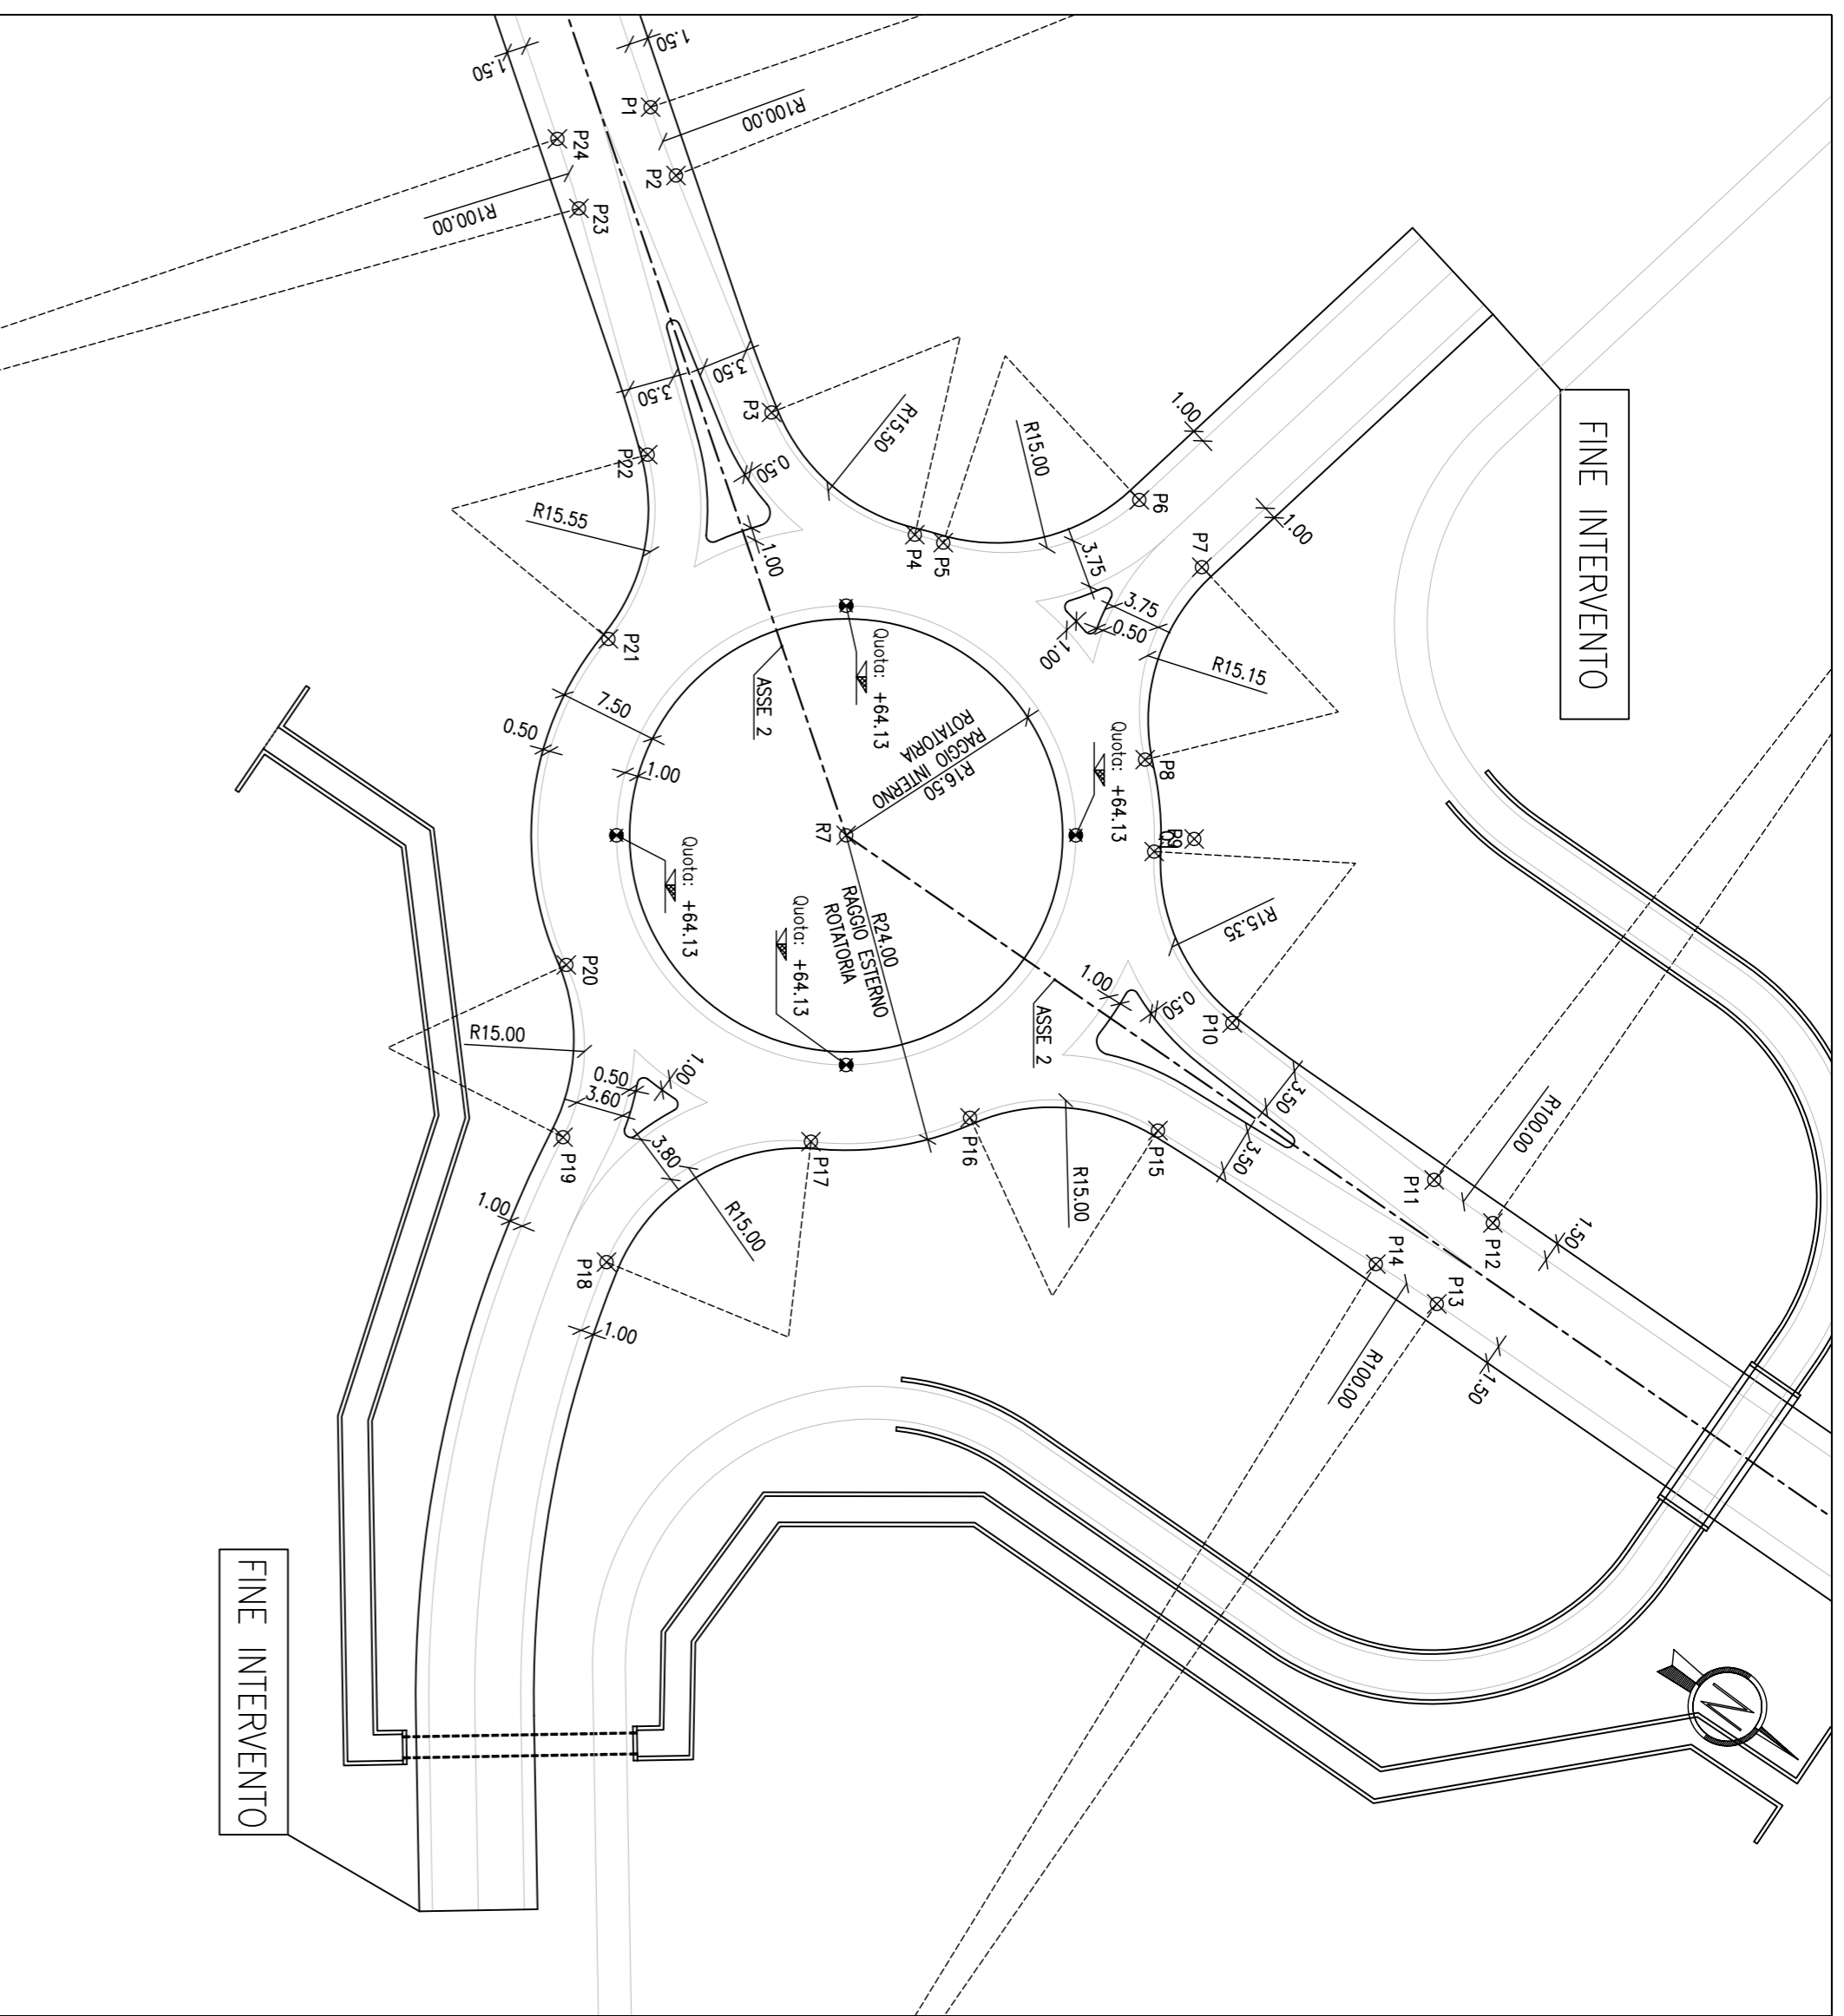 1.50
1.50
P1
R100.00
P2
P24
P23
R100.00
3.50
3.50
P3
P22
0.50
1.00
R15.50
R15.00
P4
P5
P6
1.00
1.00
P7
3.75
3.75
0.50
1.00
R15.15
FINE INTERVENTO
R15.55
P21
7.50
0.50
1.00
ASSE 2
Quota: +64.13
R16.50
RAGGIO INTERNO
ROTATORIA
Quota: +64.13
P8
P9
R7
R24.00
RAGGIO ESTERNO
ROTATORIA
Quota: +64.13
Quota: +64.13
R15.35
P10
1.00
0.50
ASSE 2
3.50
3.50
P20
R15.00
0.50
3.60
1.00
3.80
P19
1.00
P18
1.00
R15.00
P17
P16
R15.00
P15
P11
R100.00
P12
1.50
P14
P13
R100.00
1.50
N
FINE INTERVENTO